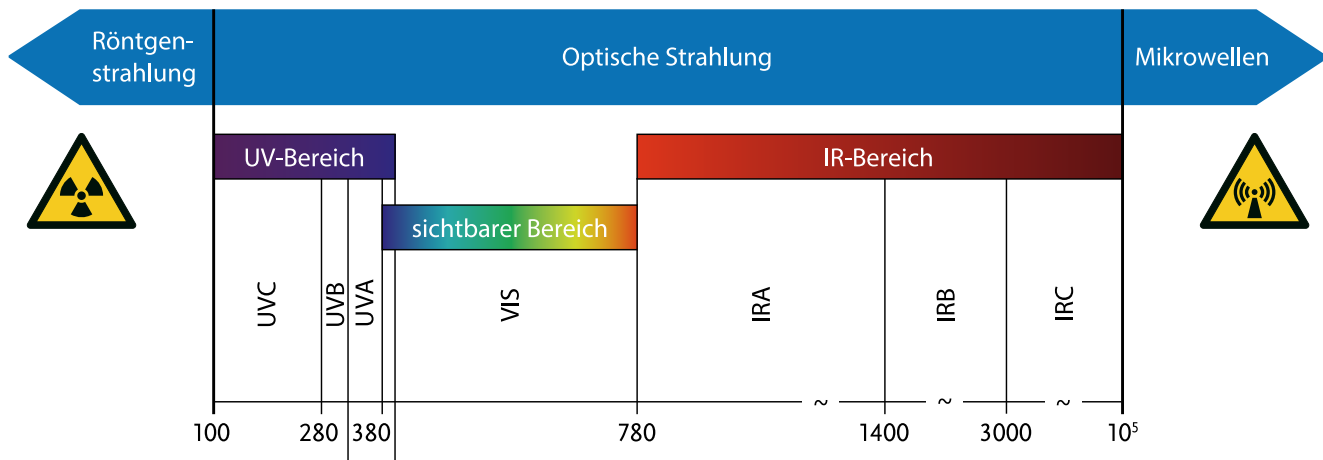 Röntgen-
strahlung
Optische Strahlung
Mikrowellen
UV-Bereich
IR-Bereich
sichtbarer Bereich
UVC
UVB
UVA
VIS
IRA
IRB
IRC
~
~
~
100
280
380
780
1400
3000
10⁵